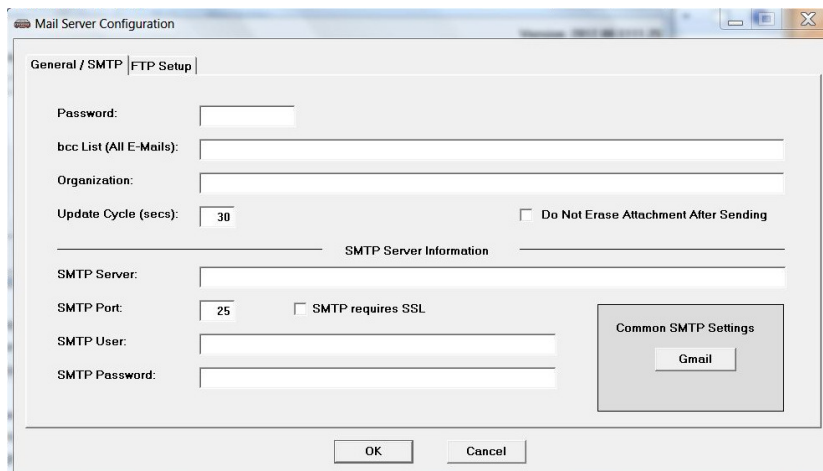 Mail Server Configuration
General / SMTP FTP Setup
Password:
bcc List (All E-Mails):
Organization:
Update Cycle (secs): 30 Do Not Erase Attachment After Sending
SMTP Server Information
SMTP Server:
SMTP Port: 25 SMTP requires SSL
Common SMTP Settings
SMTP User:
Gmail
SMTP Password:
OK Cancel